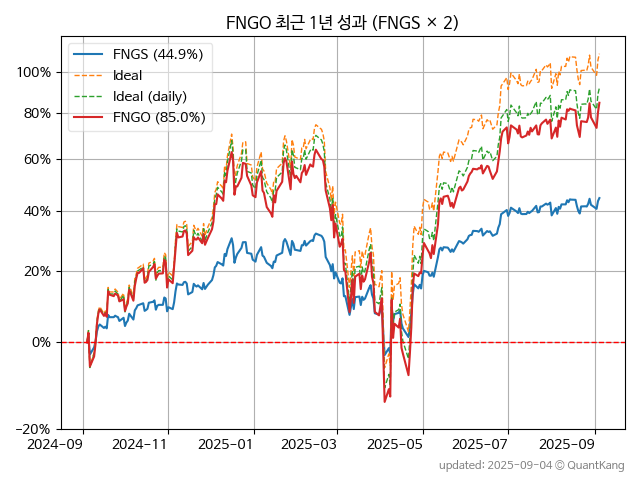 FNGO 최근 1년 성과 (FNGS × 2)
FNGS (44.9%)
Ideal
Ideal (daily)
FNGO (85.0%)
100%
80%
60%
40%
20%
0%
−20%
2024−09
2024−11
2025−01
2025−03
2025−05
2025−07
2025−09
updated: 2025−09−04 © QuantKang